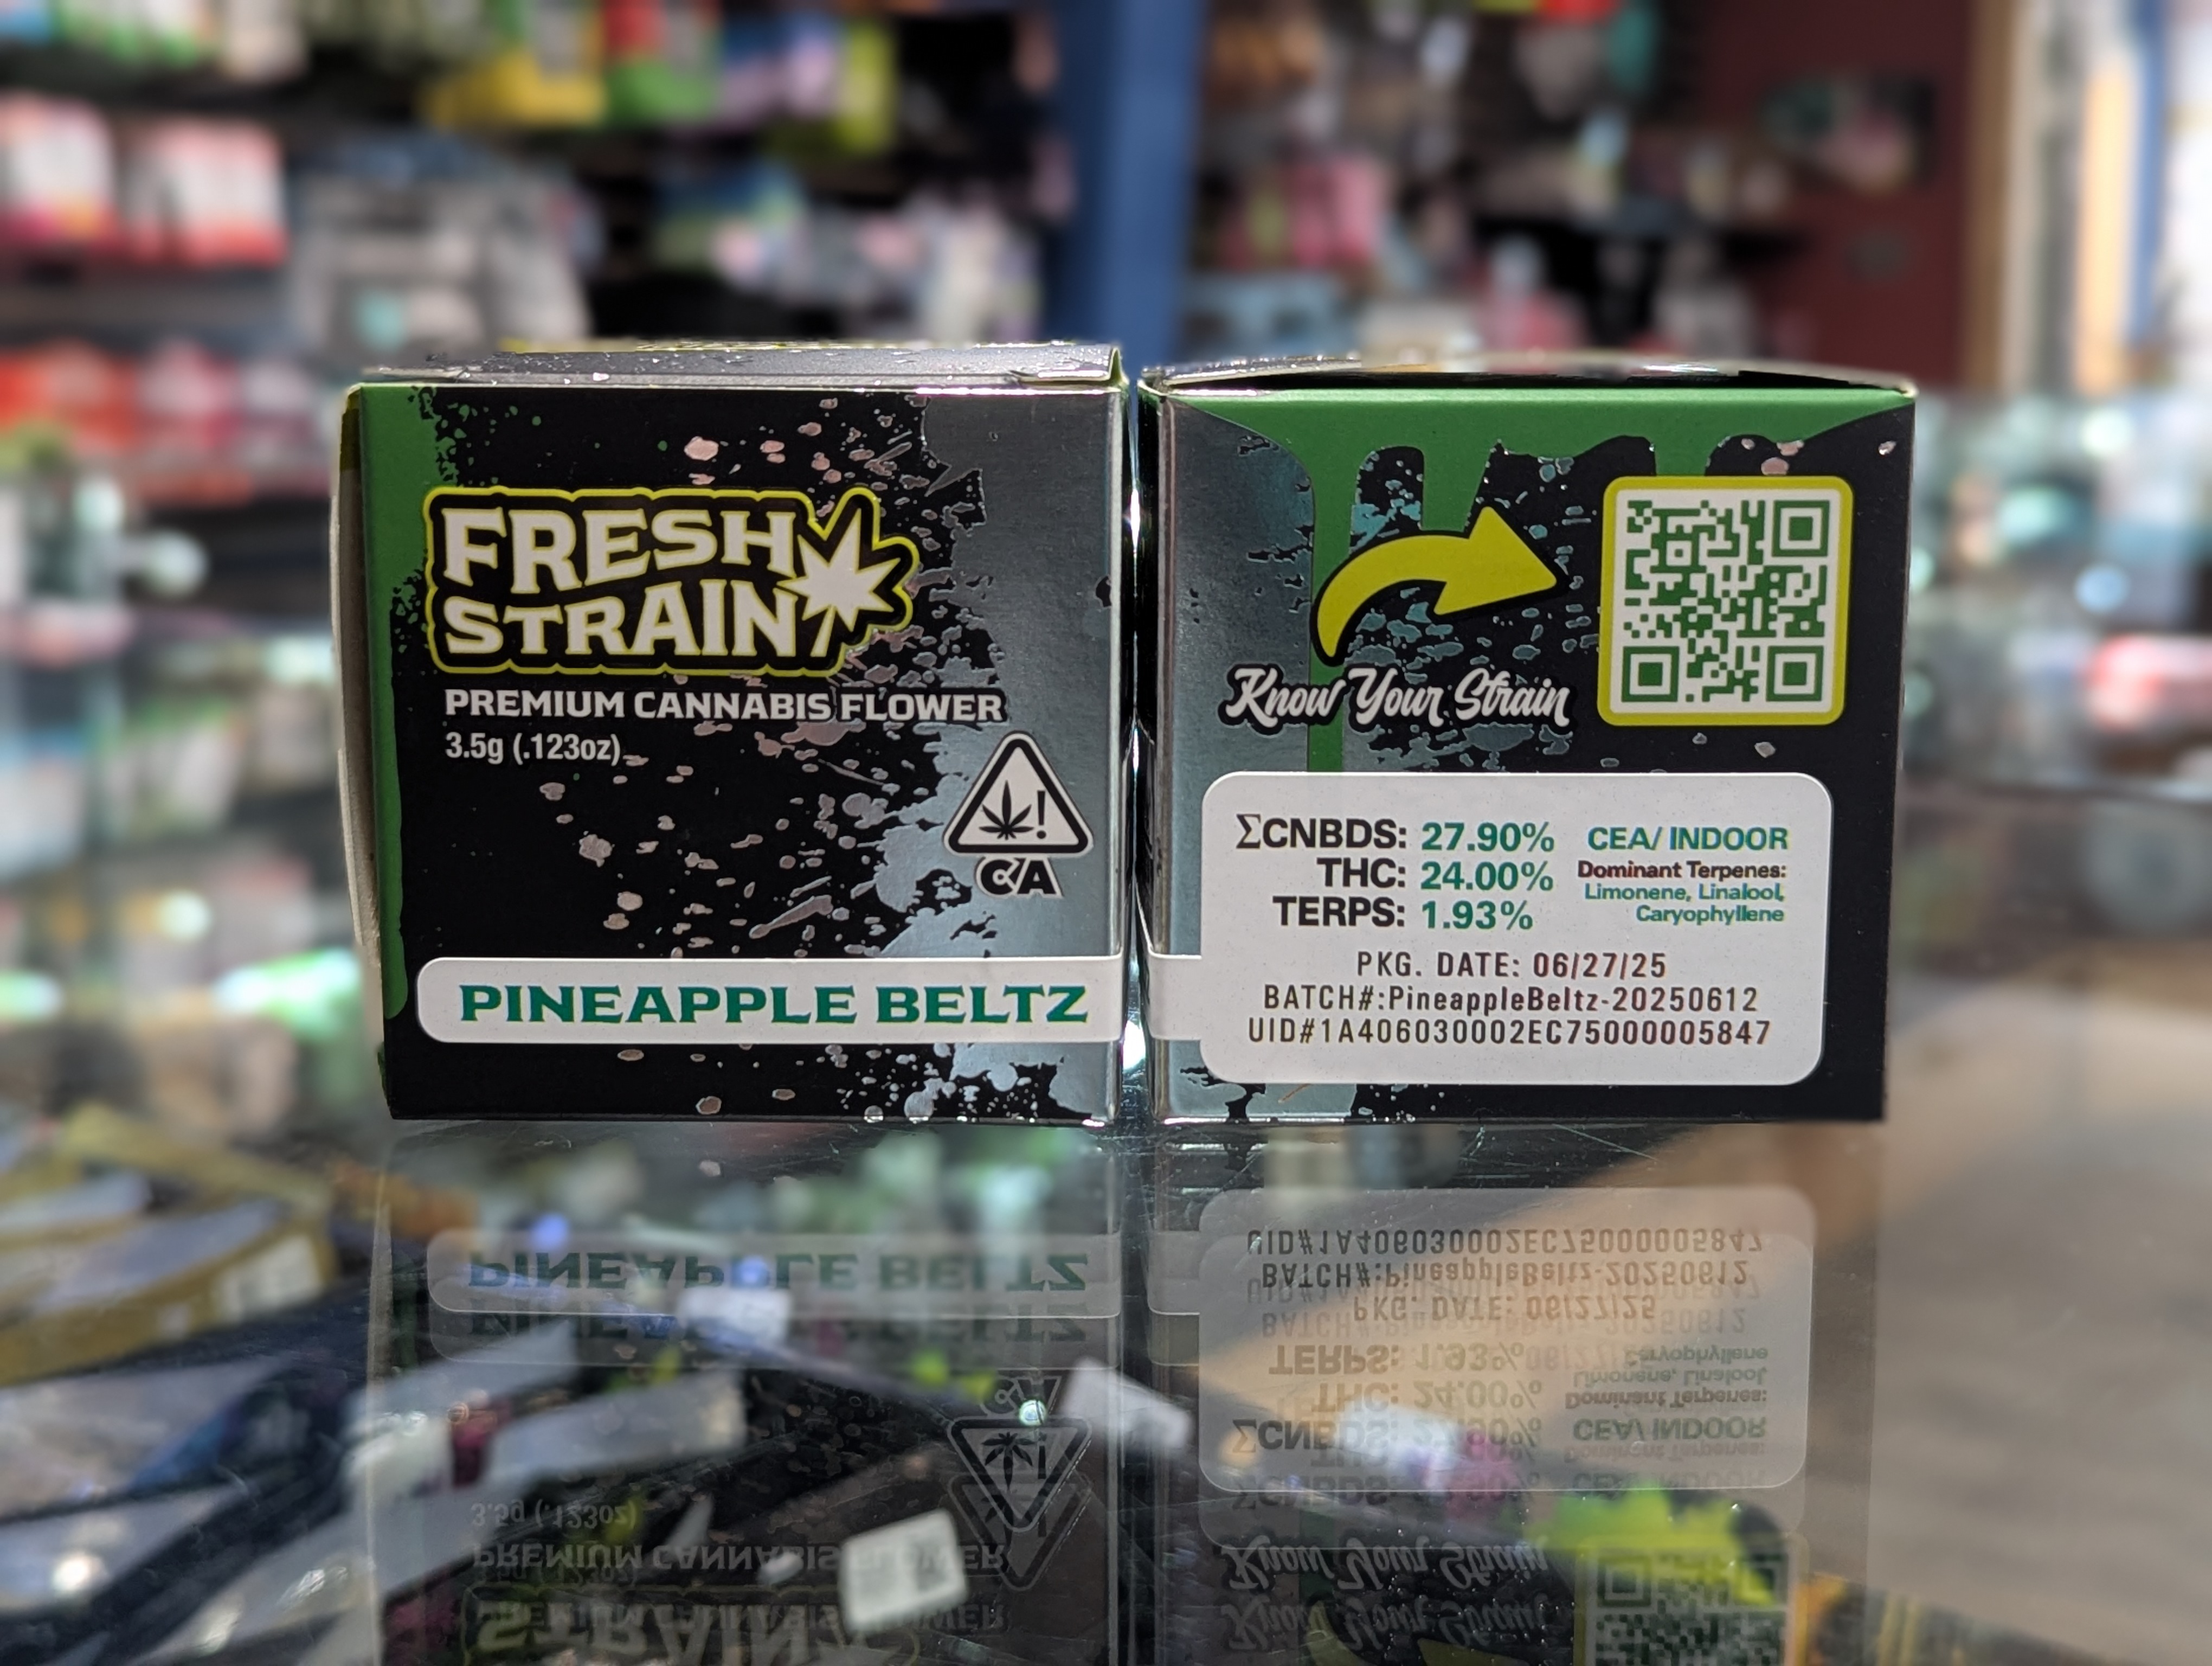 FRESH
STRAIN
PREMIUM CANNABIS FLOWER
3.5g (.123oz)
!
CA
PINEAPPLE BELTZ
Know Your Strain
ΣCNBDS: 27.90%
THC: 24.00%
TERPS: 1.93%
CEA/ INDOOR
Dominant Terpenes:
Limonene, Linalool,
Caryophyllene
PKG. DATE: 06/27/25
BATCH#:PineappleBeltz-20250612
UID#1A406030002EC75000005847